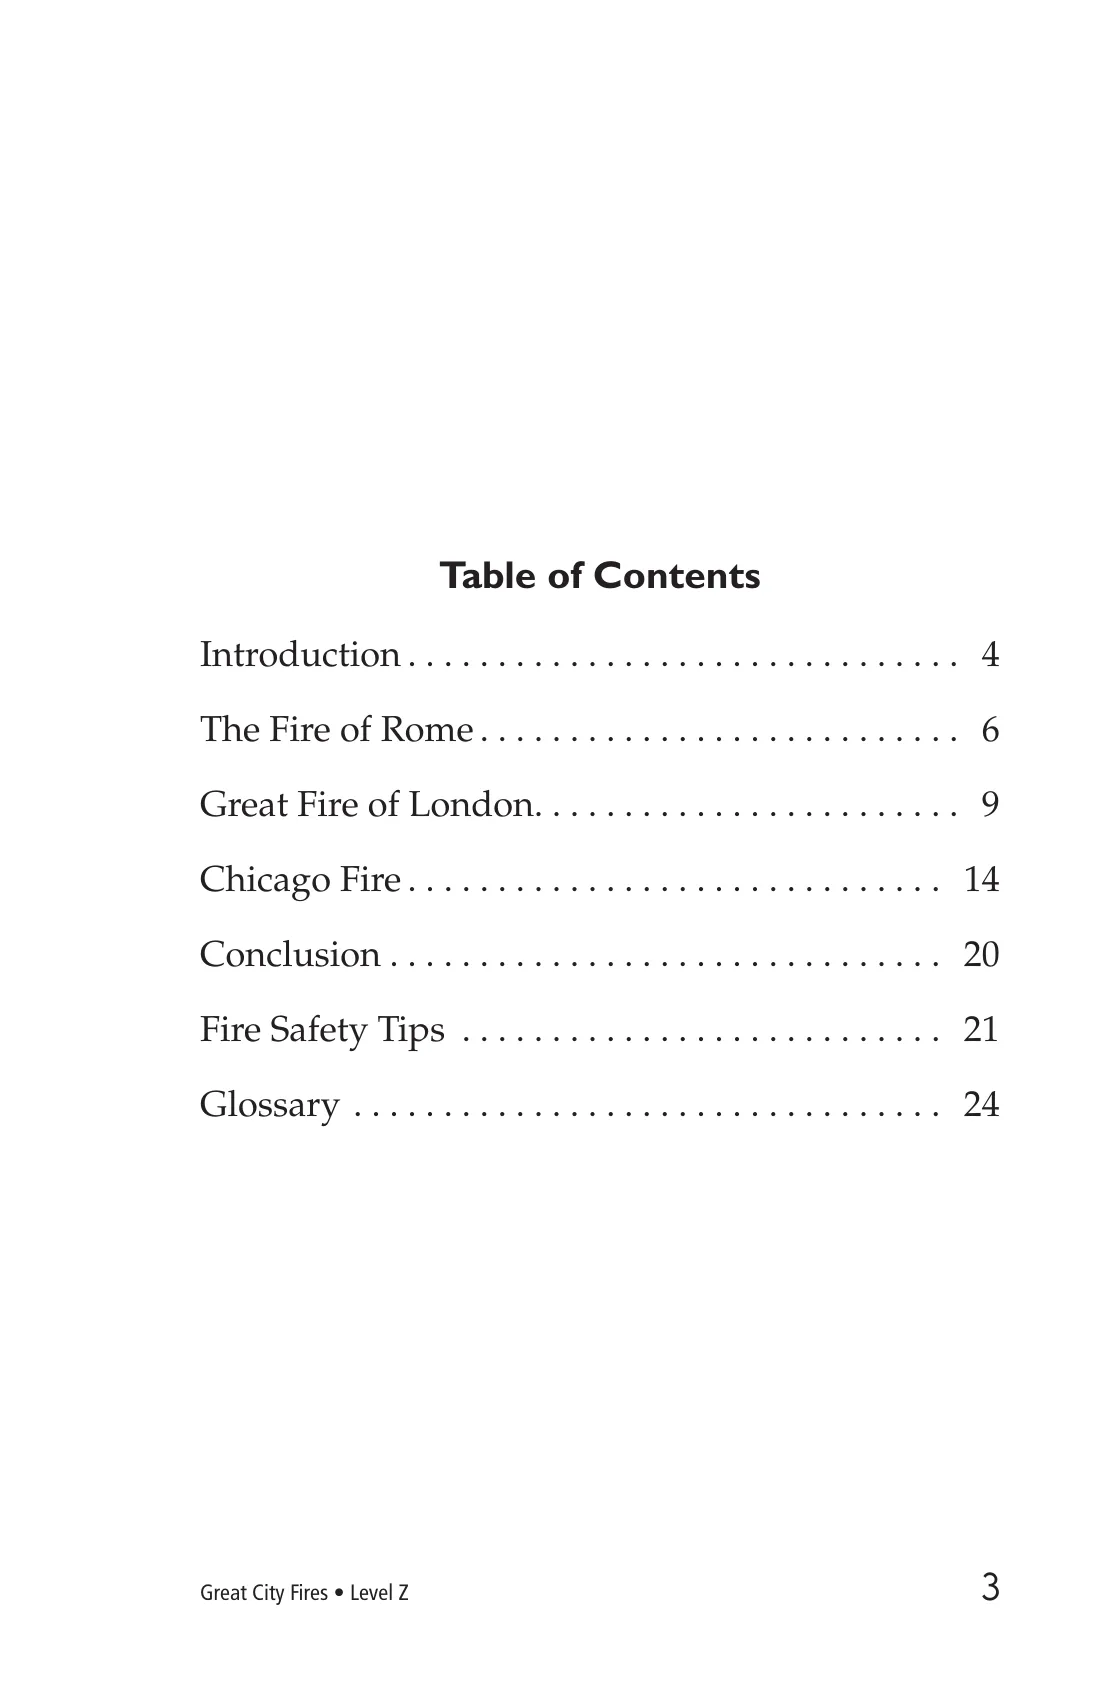 Table of Contents
Introduction . . . . . . . . . . . . . . . . . . . . . . . . . . . . . . . 4
The Fire of Rome . . . . . . . . . . . . . . . . . . . . . . . . . . . 6
Great Fire of London. . . . . . . . . . . . . . . . . . . . . . . . 9
Chicago Fire . . . . . . . . . . . . . . . . . . . . . . . . . . . . . . 14
Conclusion . . . . . . . . . . . . . . . . . . . . . . . . . . . . . . . 20
Fire Safety Tips . . . . . . . . . . . . . . . . . . . . . . . . . . . 21
Glossary . . . . . . . . . . . . . . . . . . . . . . . . . . . . . . . . . 24
Great City Fires • Level Z 3